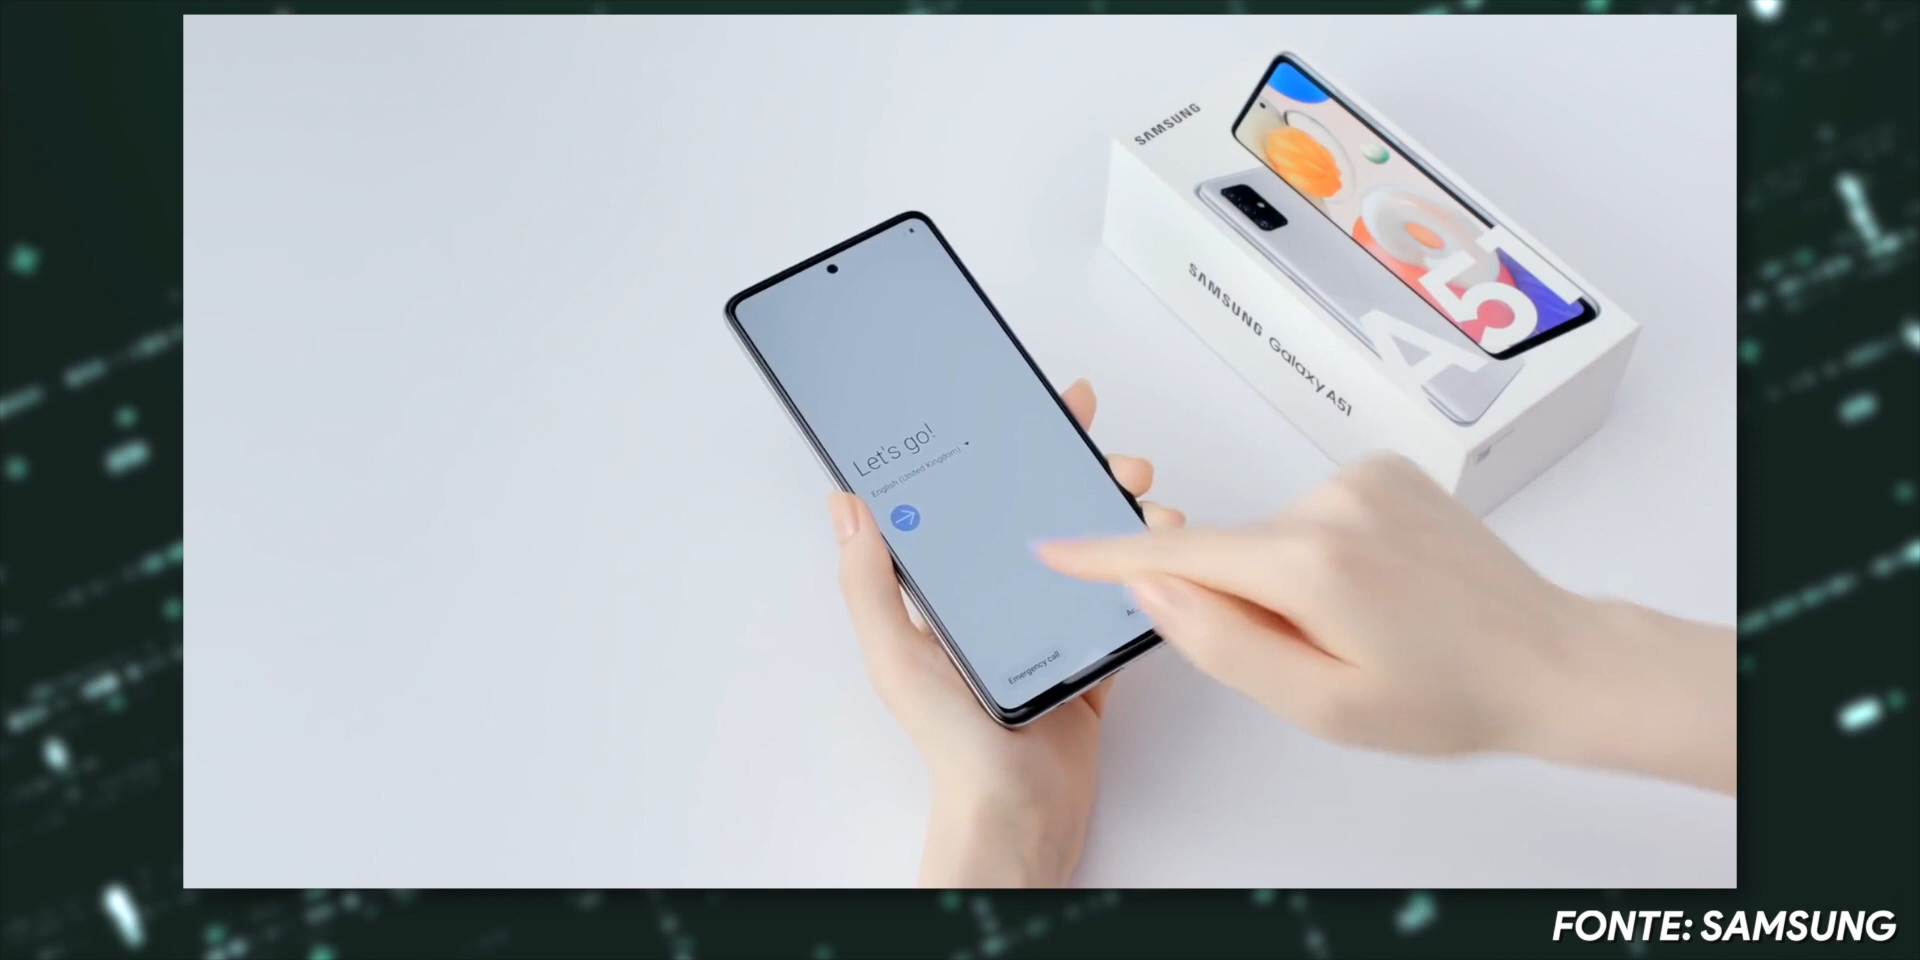 SAMSUNG
A51
SAMSUNG Galaxy A51
Let's go!
English (United Kingdom)
Emergency call
FONTE: SAMSUNG